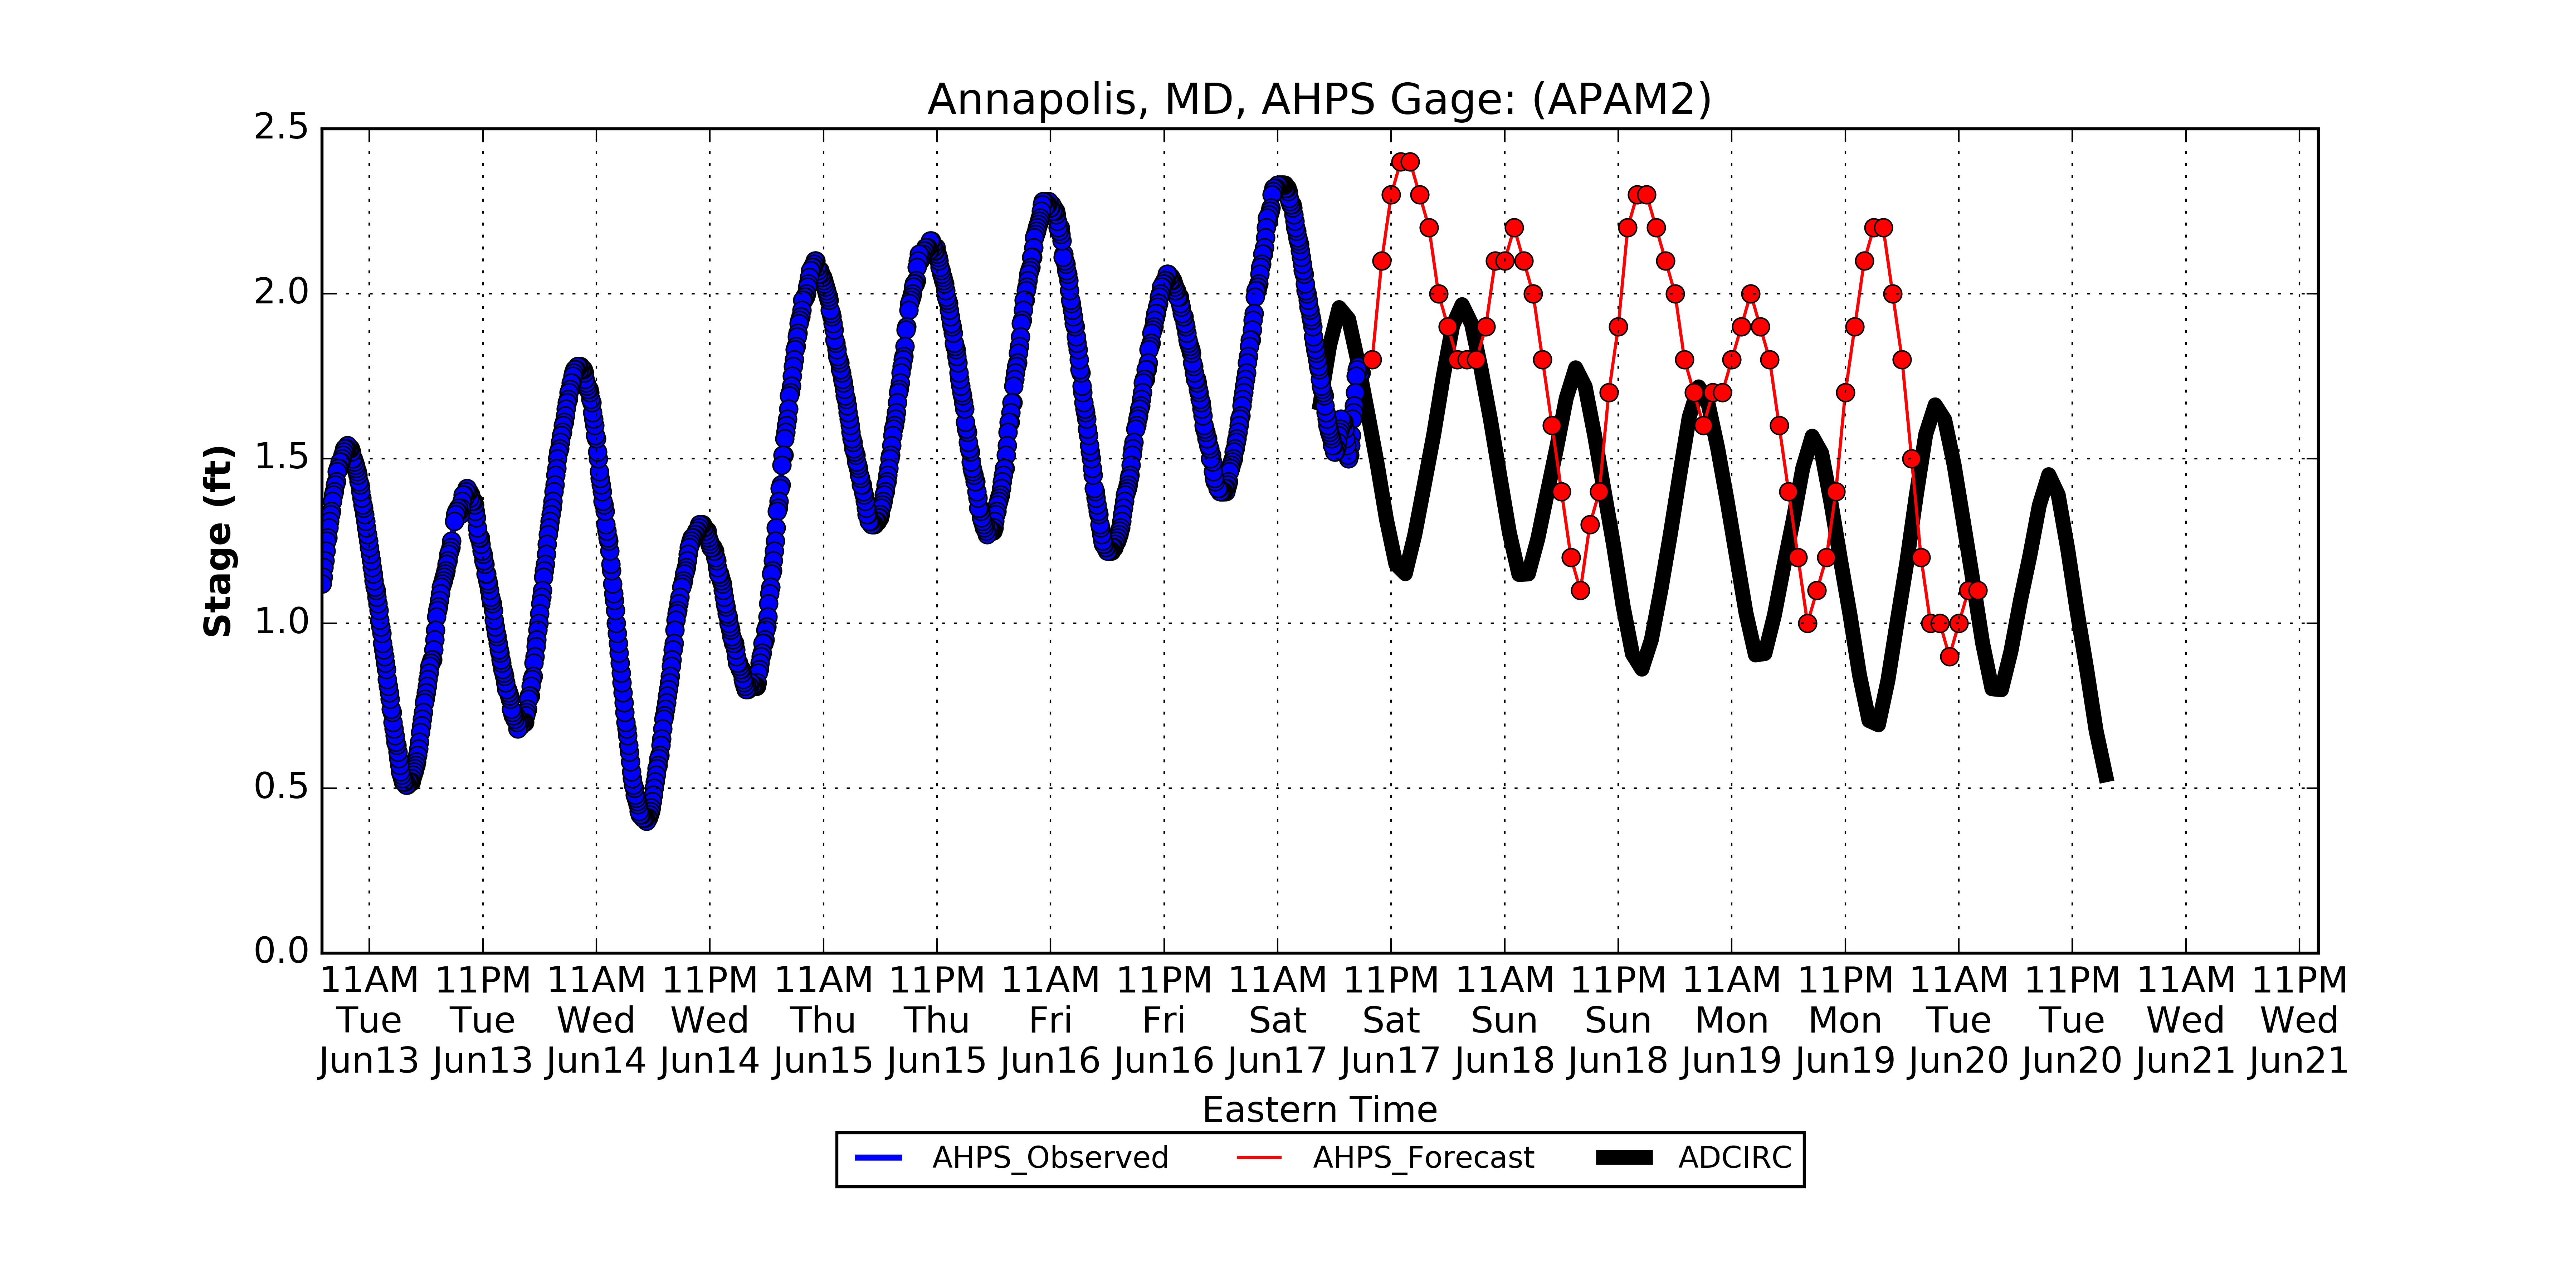 Annapolis, MD, AHPS Gage: (APAM2)
2.5
2.0
1.5
1.0
0.5
0.0
Stage (ft)
11AM 11PM 11AM 11PM 11AM 11PM 11AM 11PM 11AM 11PM 11AM 11PM 11AM 11PM 11AM 11PM 11AM 11PM
Tue Tue Wed Wed Thu Thu Fri Fri Sat Sat Sun Sun Mon Mon Tue Tue Wed Wed
Jun13 Jun13 Jun14 Jun14 Jun15 Jun15 Jun16 Jun16 Jun17 Jun17 Jun18 Jun18 Jun19 Jun19 Jun20 Jun20 Jun21 Jun21
Eastern Time
AHPS_Observed AHPS_Forecast ADCIRC